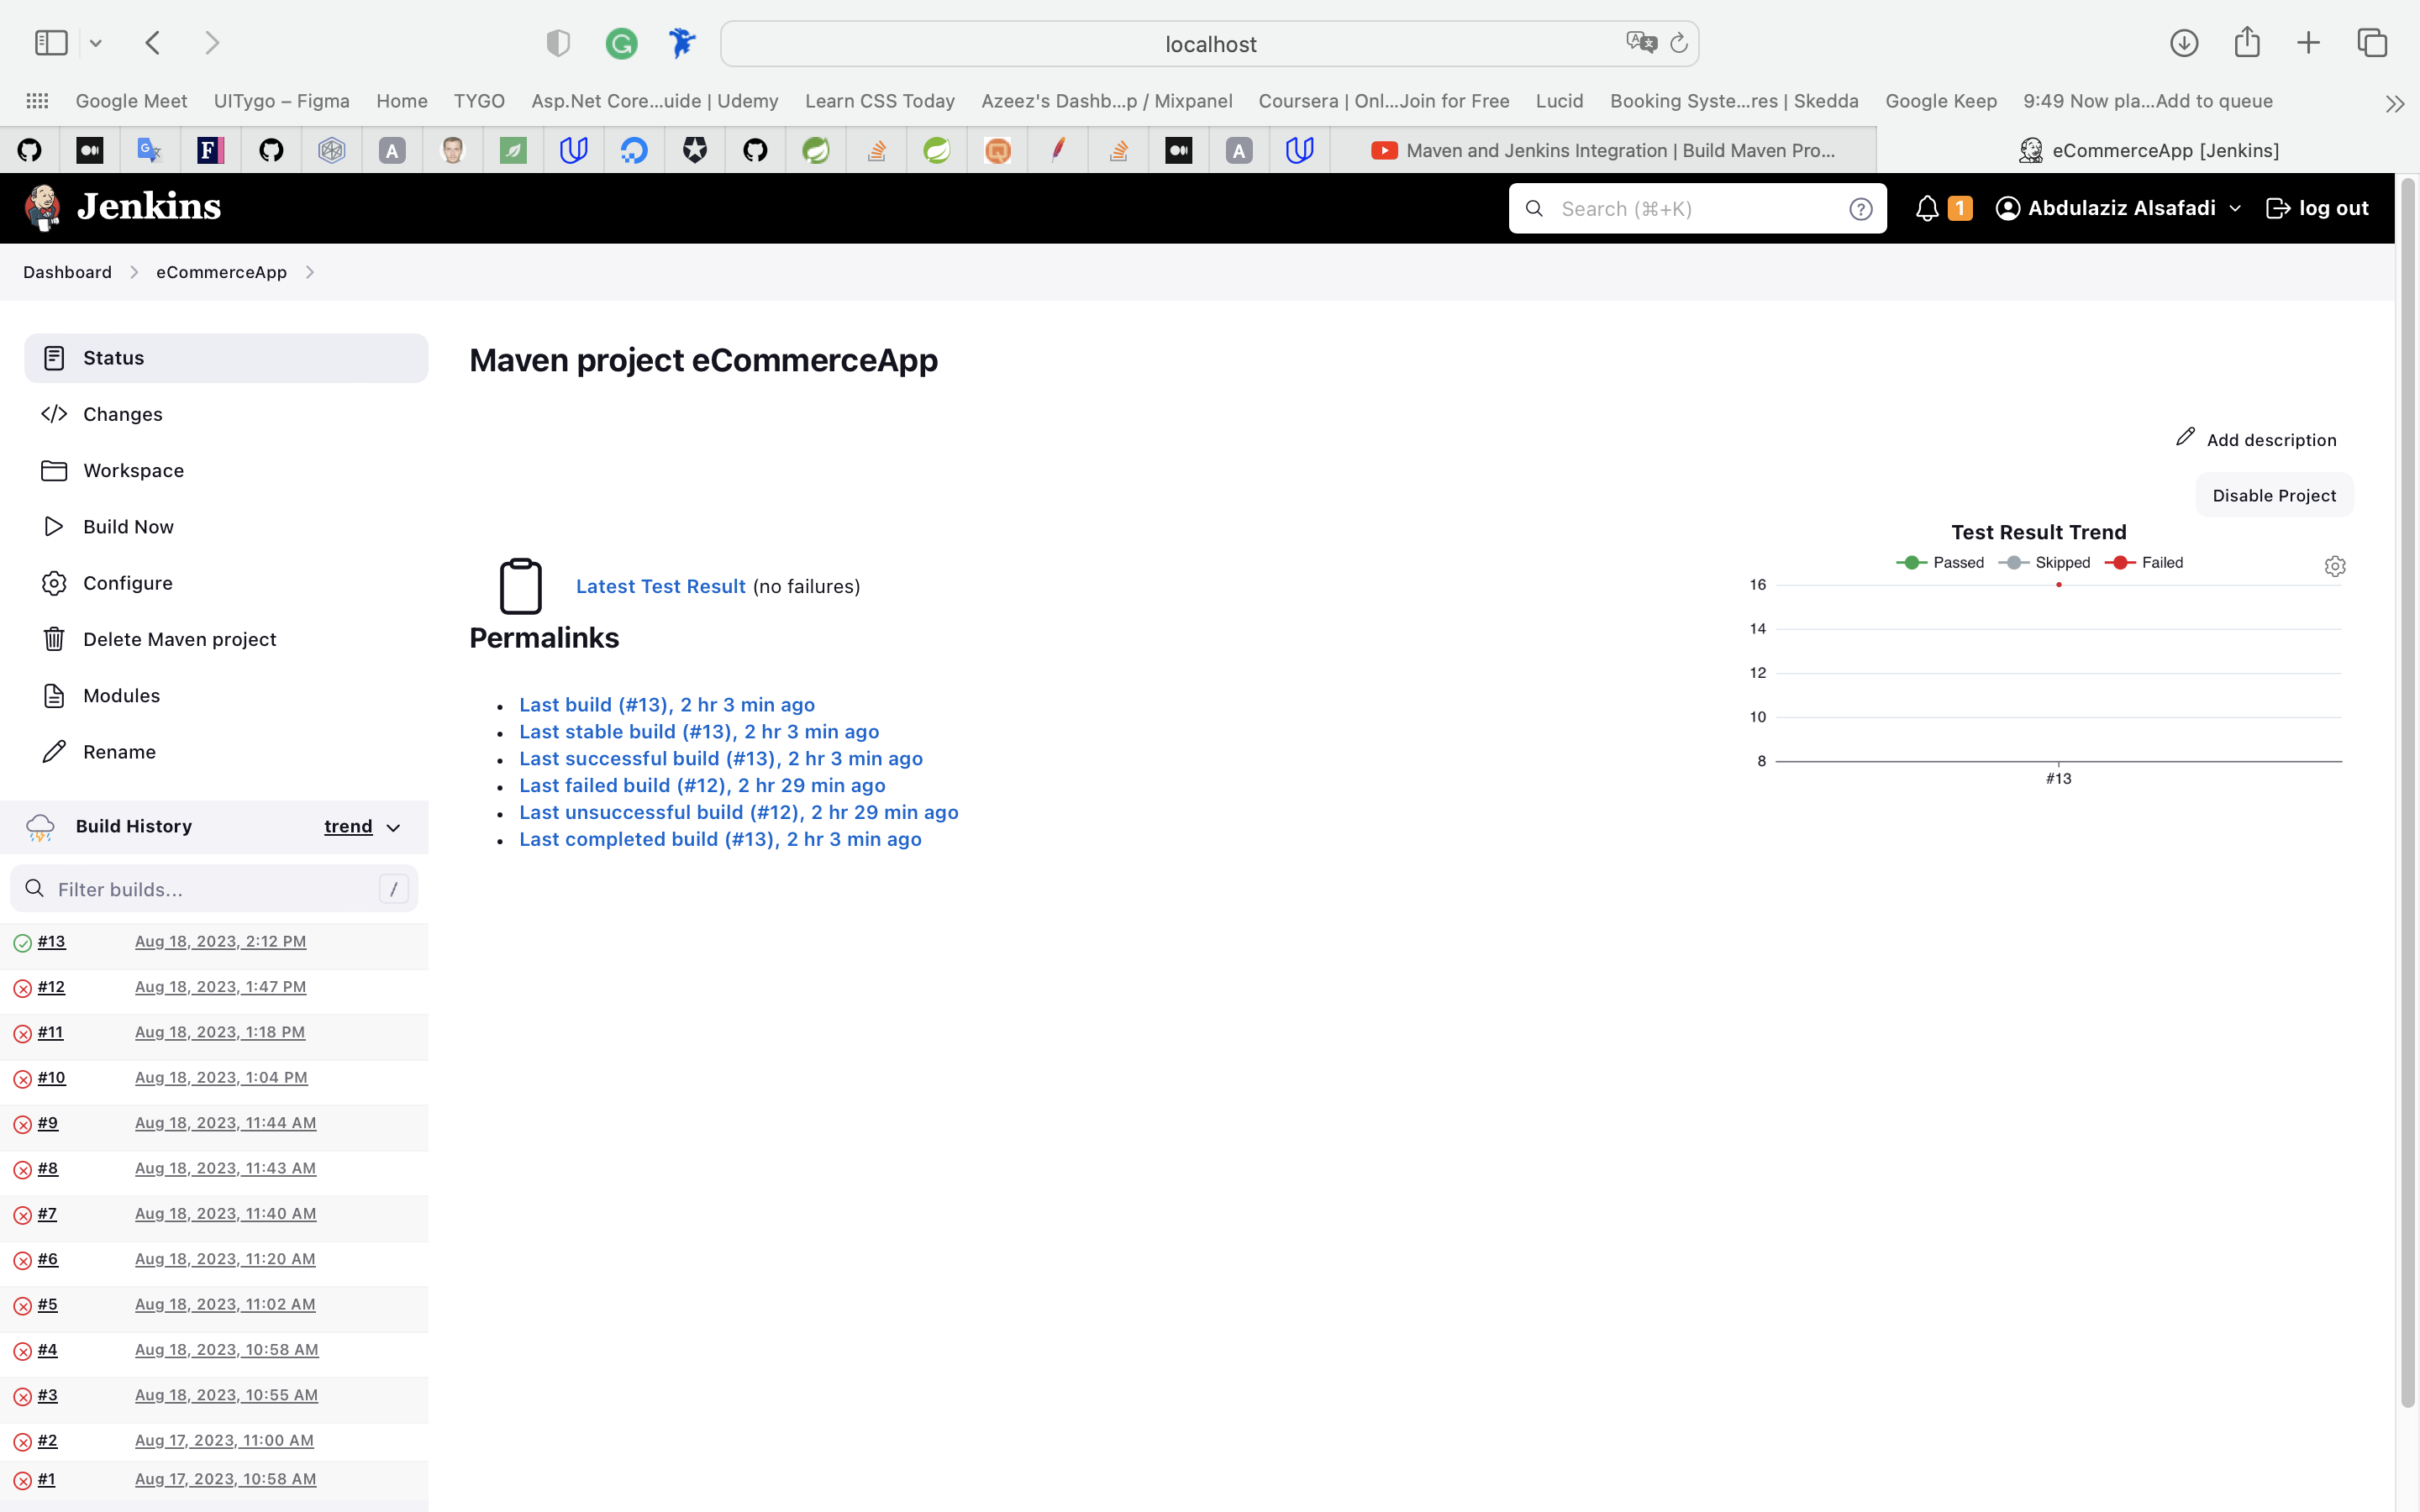 localhost
Google Meet UITygo – Figma Home TYGO Asp.Net Core...uide | Udemy Learn CSS Today Azeez's Dashb...p / Mixpanel Coursera | Onl...Join for Free Lucid Booking Syste...res | Skedda Google Keep 9:49 Now pla...Add to queue
Maven and Jenkins Integration | Build Maven Pro... eCommerceApp [Jenkins]
Jenkins Search (⌘+K) 1 Abdulaziz Alsafadi log out
Dashboard eCommerceApp
Status
Changes
Workspace
Build Now
Configure
Delete Maven project
Modules
Rename
Build History trend
Filter builds... /
#13 Aug 18, 2023, 2:12 PM
#12 Aug 18, 2023, 1:47 PM
#11 Aug 18, 2023, 1:18 PM
#10 Aug 18, 2023, 1:04 PM
#9 Aug 18, 2023, 11:44 AM
#8 Aug 18, 2023, 11:43 AM
#7 Aug 18, 2023, 11:40 AM
#6 Aug 18, 2023, 11:20 AM
#5 Aug 18, 2023, 11:02 AM
#4 Aug 18, 2023, 10:58 AM
#3 Aug 18, 2023, 10:55 AM
#2 Aug 17, 2023, 11:00 AM
#1 Aug 17, 2023, 10:58 AM
Maven project eCommerceApp
Add description
Disable Project
Latest Test Result (no failures)
Permalinks
Last build (#13), 2 hr 3 min ago
Last stable build (#13), 2 hr 3 min ago
Last successful build (#13), 2 hr 3 min ago
Last failed build (#12), 2 hr 29 min ago
Last unsuccessful build (#12), 2 hr 29 min ago
Last completed build (#13), 2 hr 3 min ago
Test Result Trend
Passed Skipped Failed
16
14
12
10
8
#13